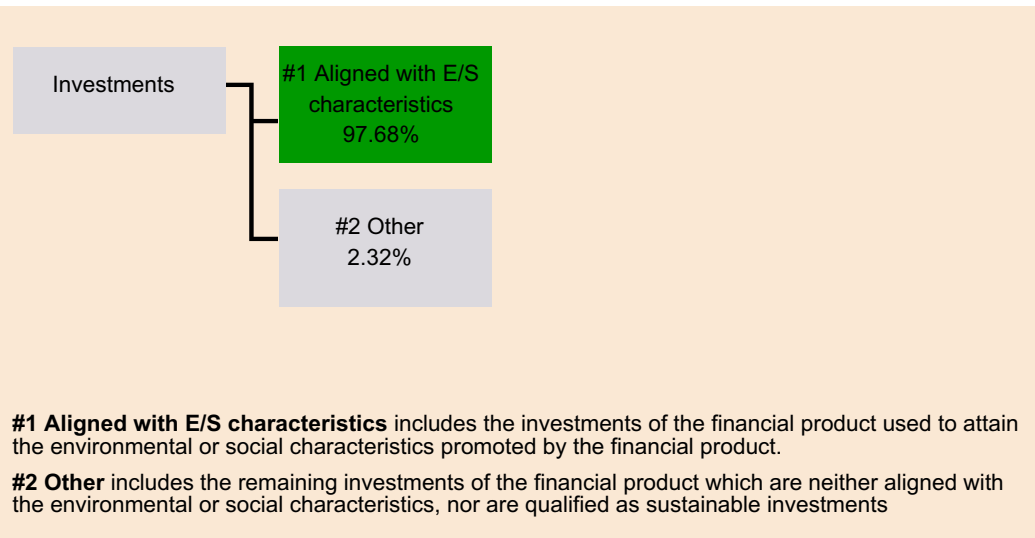 Investments
#1 Aligned with E/S
characteristics
97.68%
#2 Other
2.32%
#1 Aligned with E/S characteristics includes the investments of the financial product used to attain
the environmental or social characteristics promoted by the financial product.
#2 Other includes the remaining investments of the financial product which are neither aligned with
the environmental or social characteristics, nor are qualified as sustainable investments